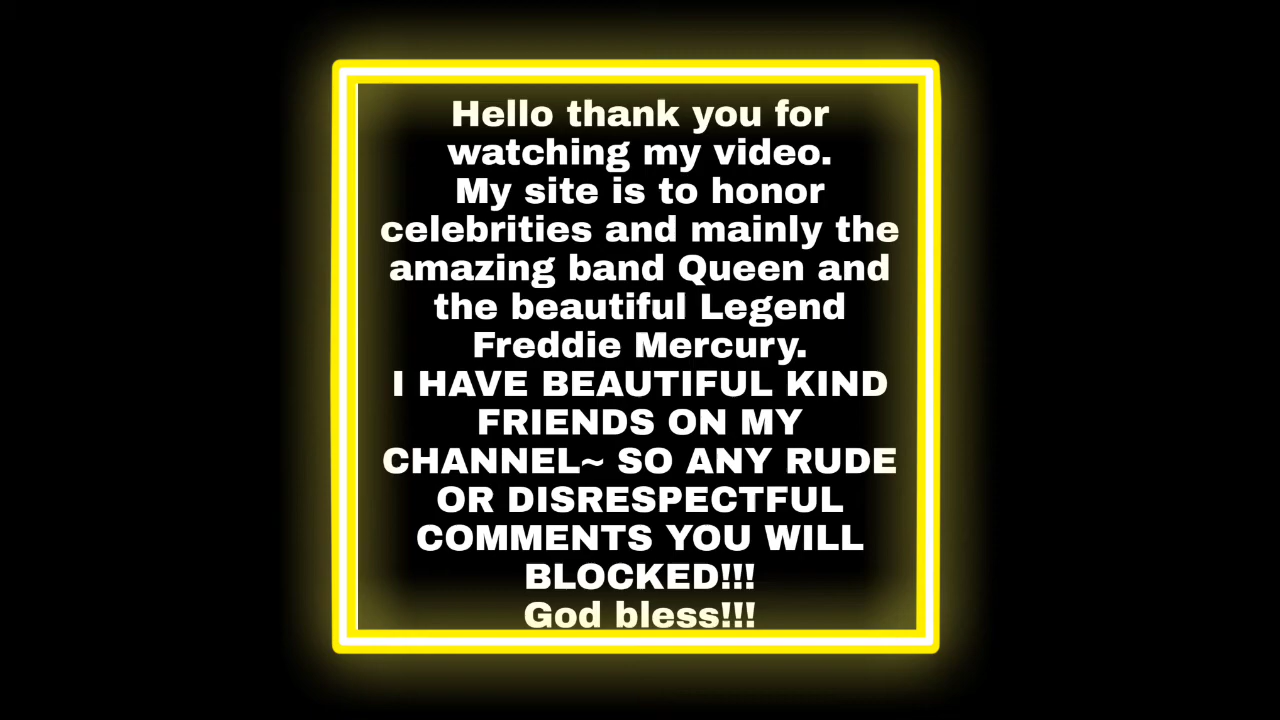 Hello thank you for
watching my video.
My site is to honor
celebrities and mainly the
amazing band Queen and
the beautiful Legend
Freddie Mercury.
I HAVE BEAUTIFUL KIND
FRIENDS ON MY
CHANNEL~ SO ANY RUDE
OR DISRESPECTFUL
COMMENTS YOU WILL
BLOCKED!!!
God bless!!!